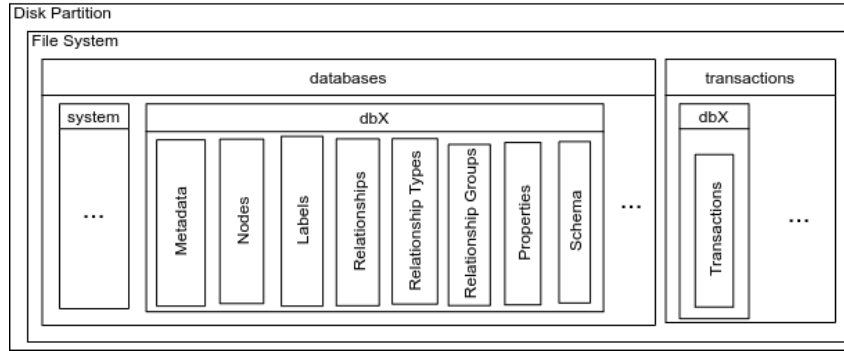 Disk Partition
File System
databases
transactions
system
dbX
dbX
...
Metadata
Nodes
Labels
Relationships
Relationship Types
Relationship Groups
Properties
Schema
...
Transactions
...